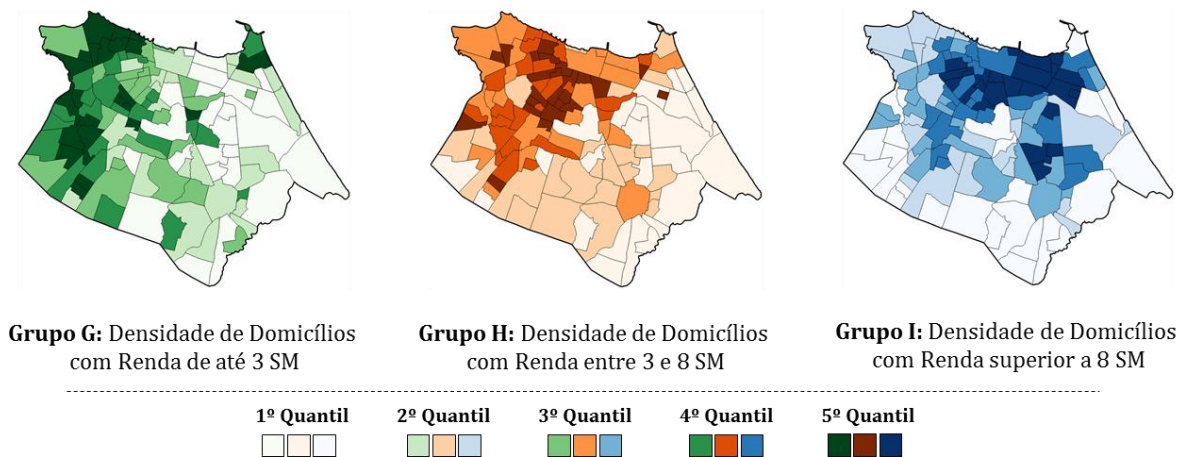 Grupo G: Densidade de Domicílios
com Renda de até 3 SM
Grupo H: Densidade de Domicílios
com Renda entre 3 e 8 SM
Grupo I: Densidade de Domicílios
com Renda superior a 8 SM
1º Quantil
2º Quantil
3º Quantil
4º Quantil
5º Quantil